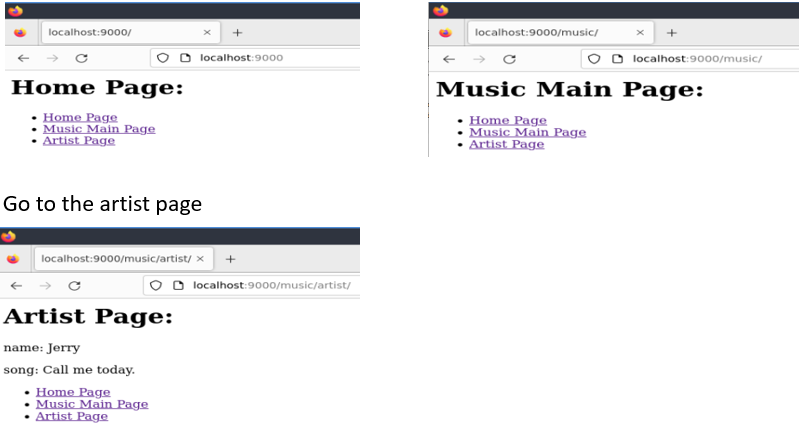 localhost:9000/ × +
localhost:9000
Home Page:
• Home Page
• Music Main Page
• Artist Page
localhost:9000/music/ × +
localhost:9000/music/
Music Main Page:
• Home Page
• Music Main Page
• Artist Page
Go to the artist page
localhost:9000/music/artist/ × +
localhost:9000/music/artist/
Artist Page:
name: Jerry
song: Call me today.
• Home Page
• Music Main Page
• Artist Page